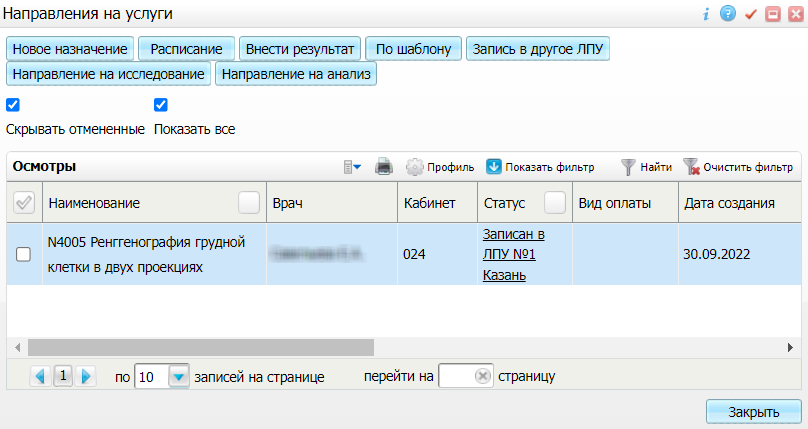 Направления на услуги
Новое назначение Расписание Внести результат По шаблону Запись в другое ЛПУ
Направление на исследование Направление на анализ
Скрывать отмененные Показать все
Осмотры Профиль Показать фильтр Найти Очистить фильтр
Наименование Врач Кабинет Статус Вид оплаты Дата создания
N4005 Ренггенография грудной
клетки в двух проекциях
024
Записан в
ЛПУ №1
Казань
30.09.2022
1 по 10 записей на странице перейти на страницу
Закрыть